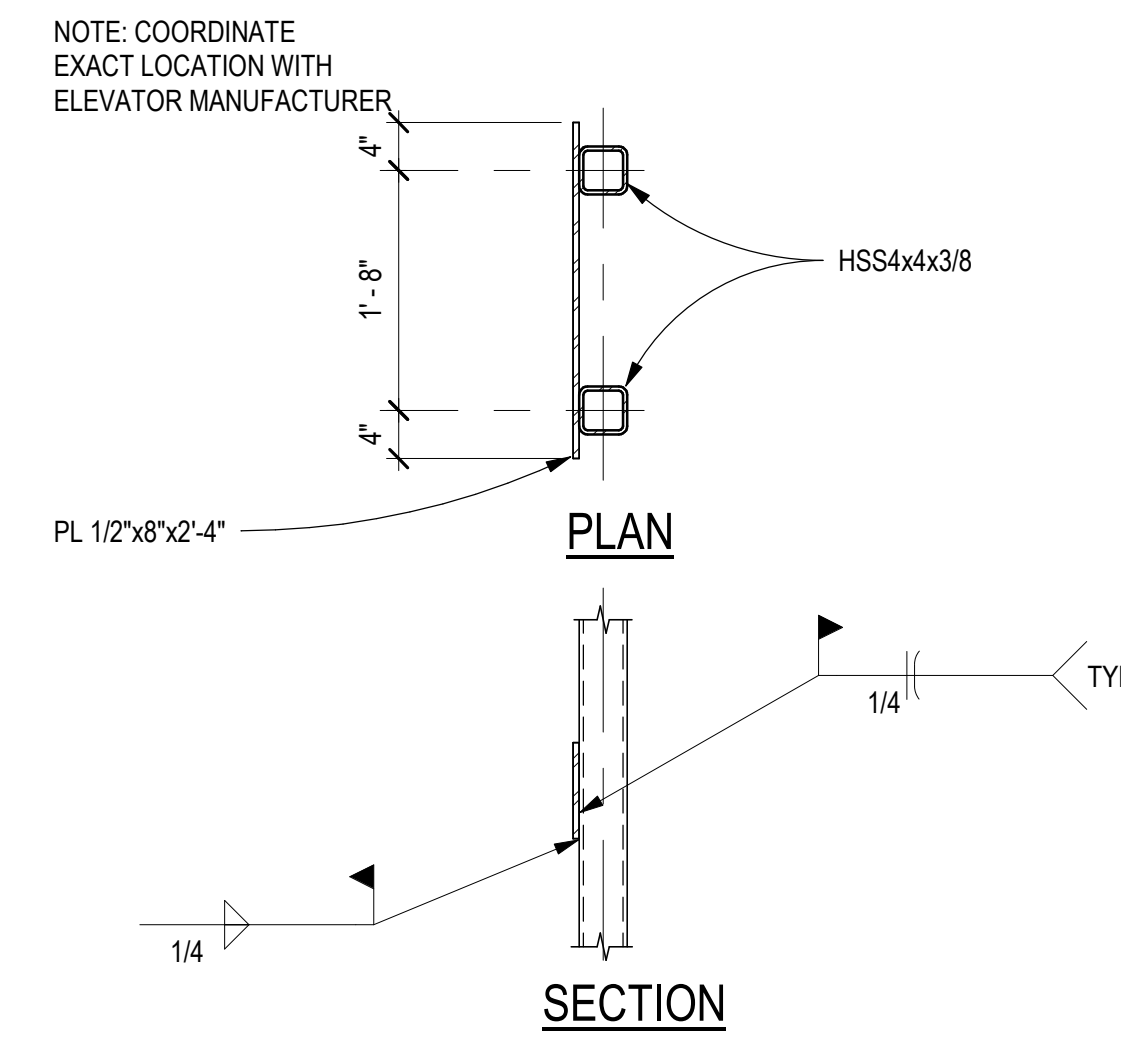 NOTE: COORDINATE
EXACT LOCATION WITH
ELEVATOR MANUFACTURER
4"
1' - 8"
4"
HSS4x4x3/8
PL 1/2"x8"x2'-4"
PLAN
1/4
1/4
SECTION